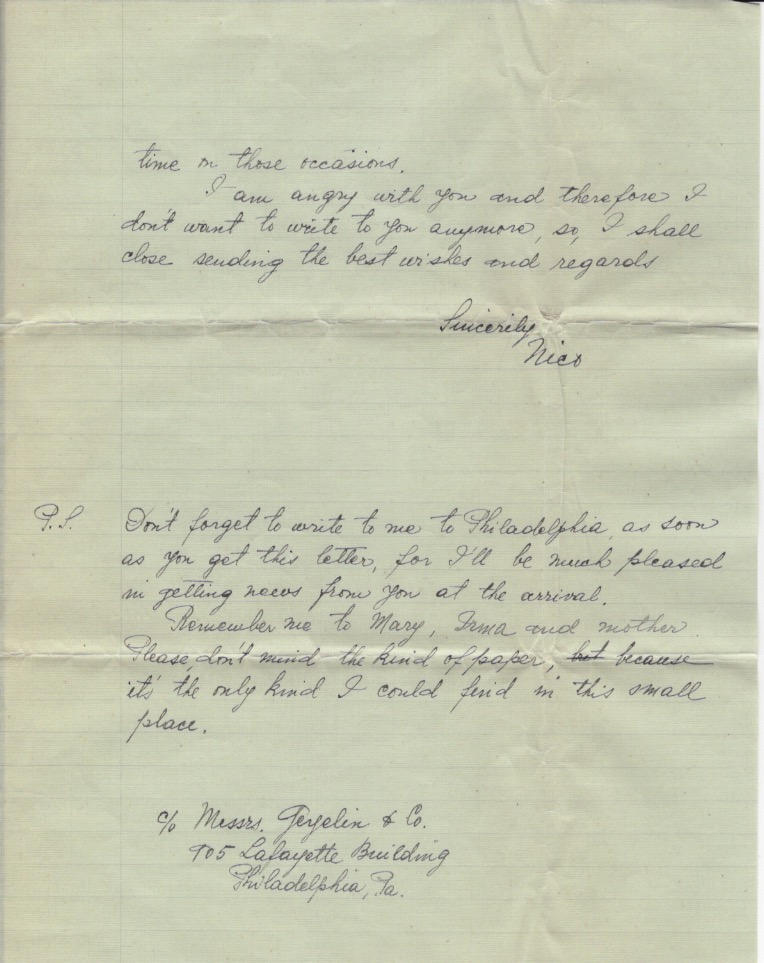 time on those occasions.
I am angry with you and therefore I
don't want to write to you anymore, so, I shall
close sending the best wishes and regards
Sincerily
Nico
P.S. Don't forget to write to me to Philadelphia, as soon
as you get this letter, for I'll be much pleased
in getting news from you at the arrival.
Remember me to Mary, Irma and mother
Please, don't mind the kind of paper, but because
it's the only kind I could find in this small
place.
c/o Messrs. Geyelin & Co.
905 Lafayette Building
Philadelphia, Pa.